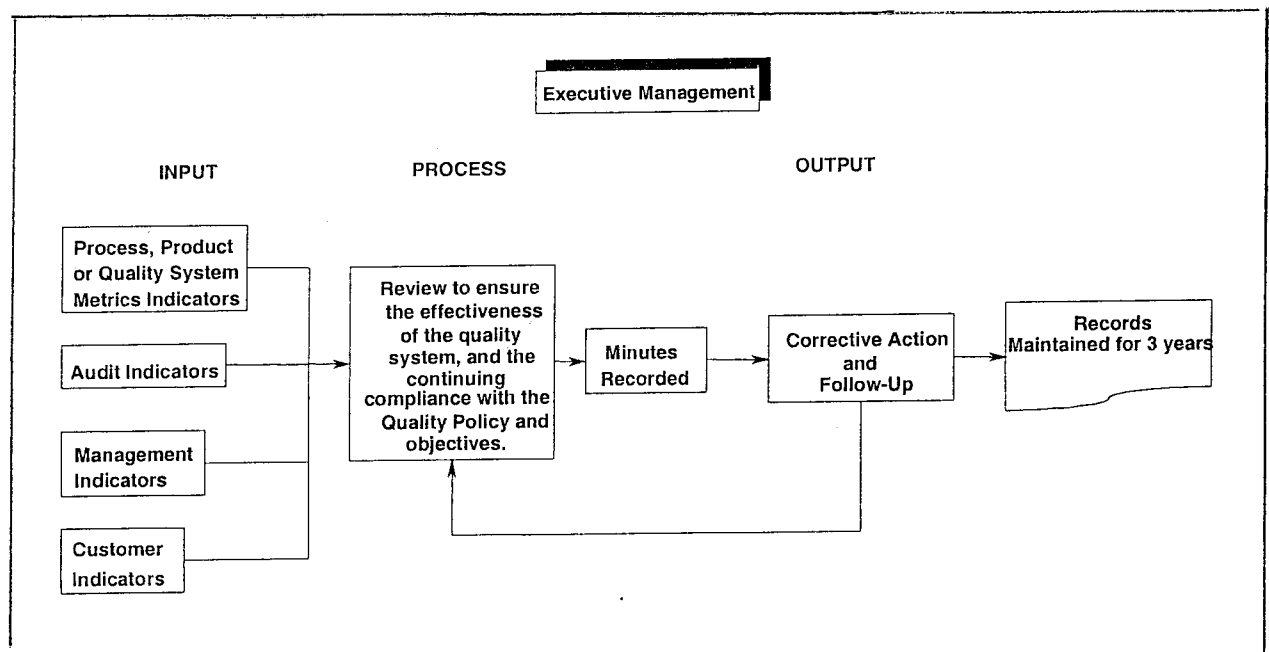 Executive Management
INPUT
PROCESS
OUTPUT
Process, Product
or Quality System
Metrics Indicators
Audit Indicators
Management
Indicators
Customer
Indicators
Review to ensure
the effectiveness
of the quality
system, and the
continuing
compliance with the
Quality Policy and
objectives.
Minutes
Recorded
Corrective Action
and
Follow-Up
Records
Maintained for 3 years